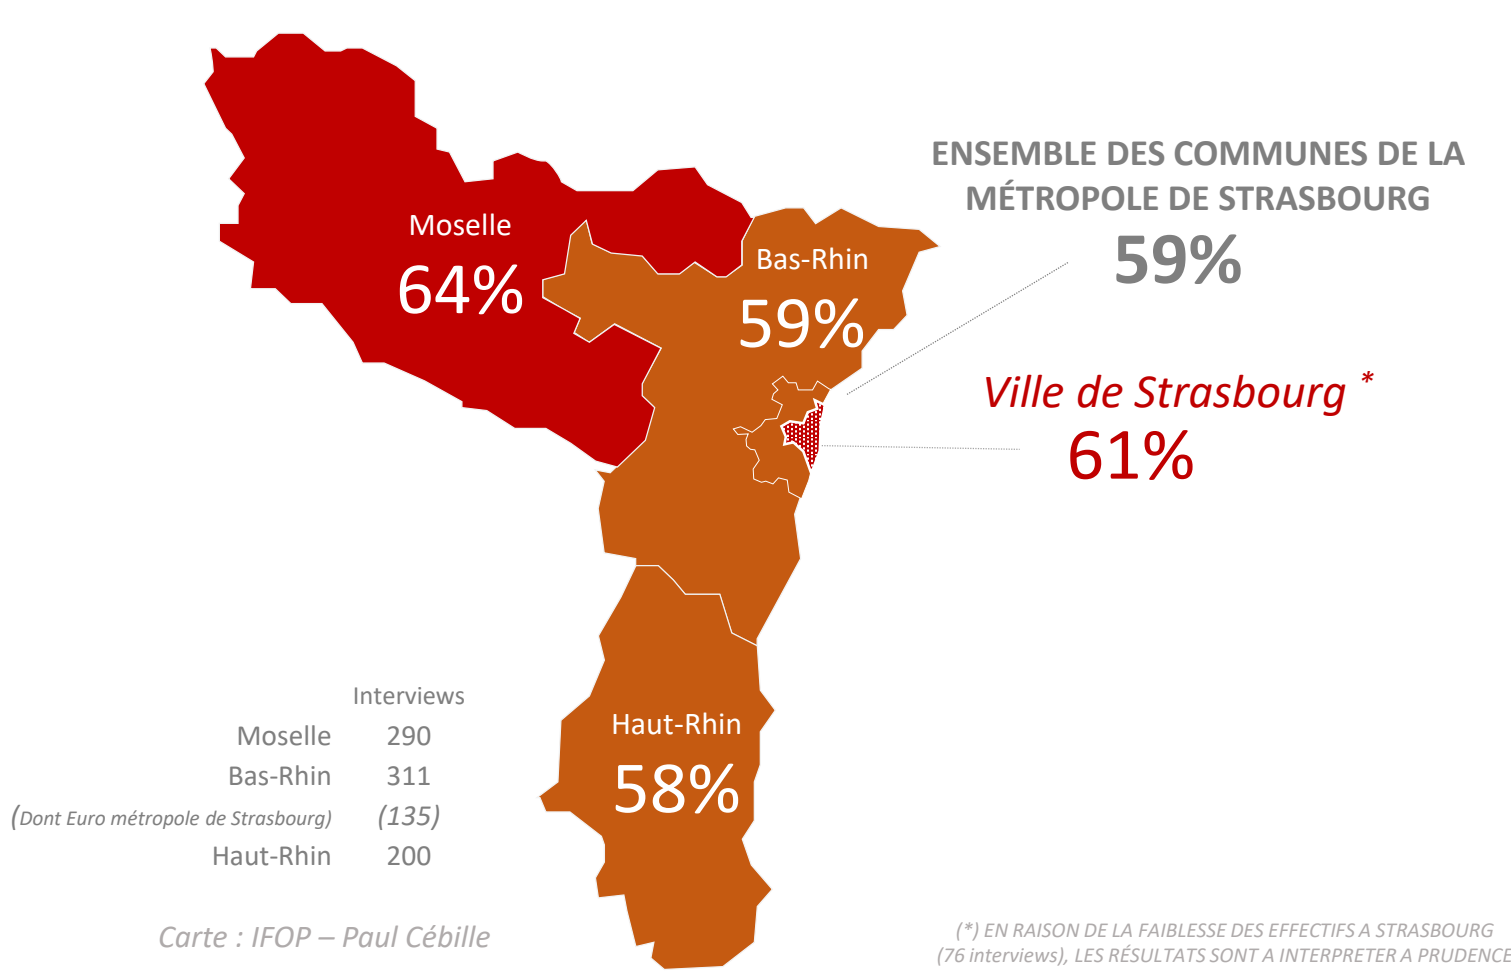 ENSEMBLE DES COMMUNES DE LA
MÉTROPOLE DE STRASBOURG
59%
Moselle
64%
Bas-Rhin
59%
Ville de Strasbourg *
61%
Haut-Rhin
58%
Interviews
Moselle 290
Bas-Rhin 311
(Dont Euro métropole de Strasbourg) (135)
Haut-Rhin 200
Carte : IFOP – Paul Cébille
(*) EN RAISON DE LA FAIBLESSE DES EFFECTIFS A STRASBOURG
(76 interviews), LES RÉSULTATS SONT A INTERPRETER A PRUDENCE